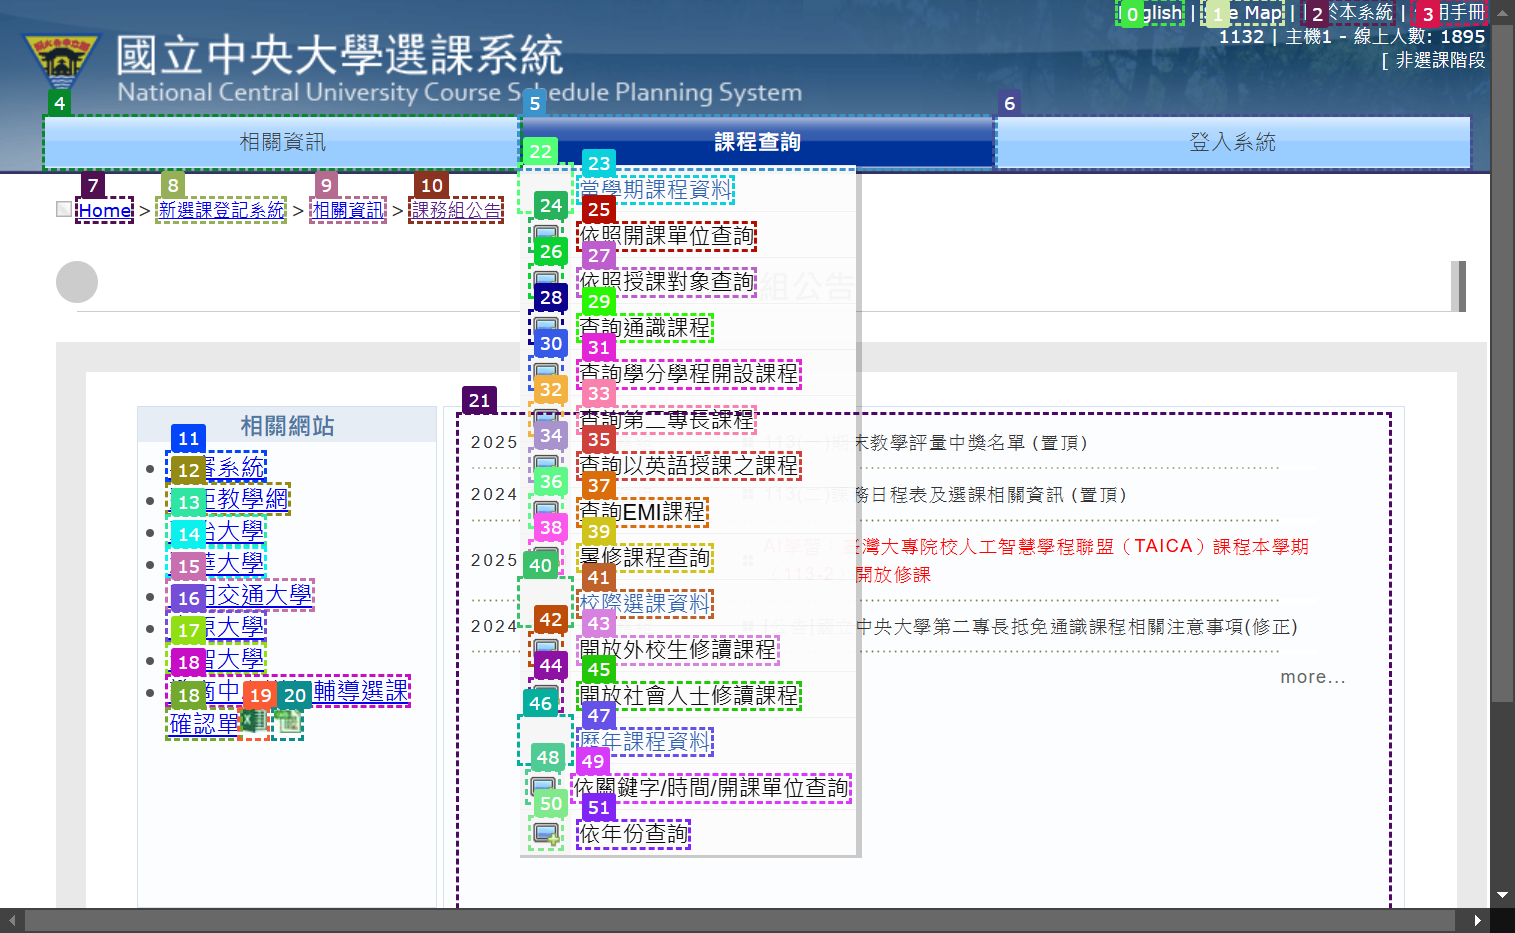 English | Site Map | 於本系統 | 用手冊
1132 | 主機1 - 線上人數: 1895
[ 非選課階段
國立中央大學選課系統
National Central University Course Schedule Planning System
相關資訊
課程查詢
登入系統
Home > 新選課登記系統 > 相關資訊 > 課務組公告
組公告
當學期課程資料
依照開課單位查詢
依照授課對象查詢
查詢通識課程
查詢學分學程開設課程
查詢第二專長課程
查詢以英語授課之課程
查詢EMI課程
暑修課程查詢
校際選課資料
開放外校生修讀課程
開放社會人士修讀課程
歷年課程資料
依關鍵字/時間/開課單位查詢
依年份查詢
相關網站
系統
教學網
大學
大學
交通大學
大學
大學
輔導選課
確認單
2025
末教學評量中獎名單 (置頂)
2024
務日程表及選課相關資訊 (置頂)
2025
臺灣大專院校人工智慧學程聯盟（TAICA）課程本學期
開放修課
2024
中央大學第二專長抵免通識課程相關注意事項(修正)
more...
0
1
2
3
4
5
6
7
8
9
10
11
12
13
14
15
16
17
18
18
19
20
21
22
23
24
25
26
27
28
29
30
31
32
33
34
35
36
37
38
39
40
41
42
43
44
45
46
47
48
49
50
51